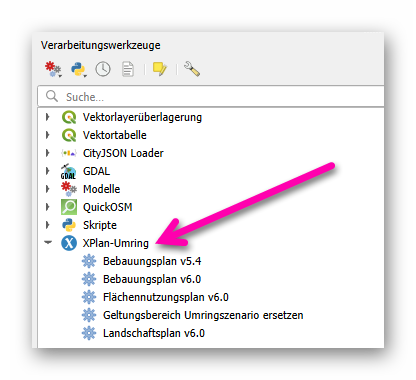 Verarbeitungswerkzeuge
Suche...
Vektorlayerüberlagerung
Vektortabelle
CityJSON Loader
GDAL GDAL
Modelle
QuickOSM
Skripte
X XPlan-Umring
Bebauungsplan v5.4
Bebauungsplan v6.0
Flächennutzungsplan v6.0
Geltungsbereich Umringszenario ersetzen
Landschaftsplan v6.0